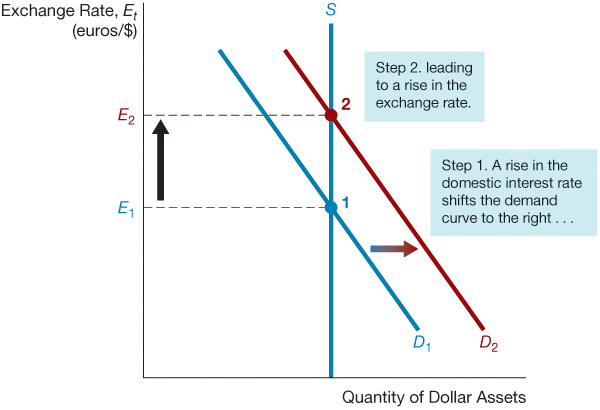 Exchange Rate, Et
(euros/$)
S
Step 2. leading
to a rise in the
exchange rate.
2
E2
Step 1. A rise in the
domestic interest rate
shifts the demand
curve to the right . . .
1
E1
D1
D2
Quantity of Dollar Assets